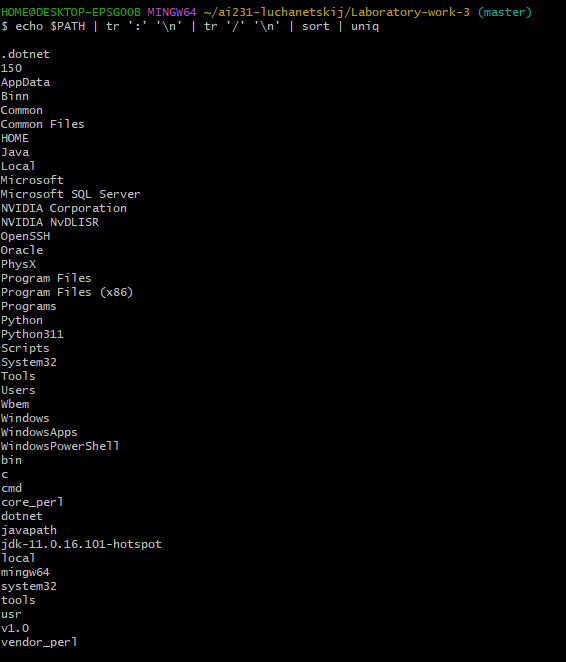 HOME@DESKTOP-EPSGOOB MINGW64 ~/ai231-luchanetskij/Laboratory-work-3 (master)
$ echo $PATH | tr ':' '\n' | tr '/' '\n' | sort | uniq

.dotnet
150
AppData
Binn
Common
Common Files
HOME
Java
Local
Microsoft
Microsoft SQL Server
NVIDIA Corporation
NVIDIA NvDLISR
OpenSSH
Oracle
PhysX
Program Files
Program Files (x86)
Programs
Python
Python311
Scripts
System32
Tools
Users
Wbem
Windows
WindowsApps
WindowsPowerShell
bin
c
cmd
core_perl
dotnet
javapath
jdk-11.0.16.101-hotspot
local
mingw64
system32
tools
usr
v1.0
vendor_perl